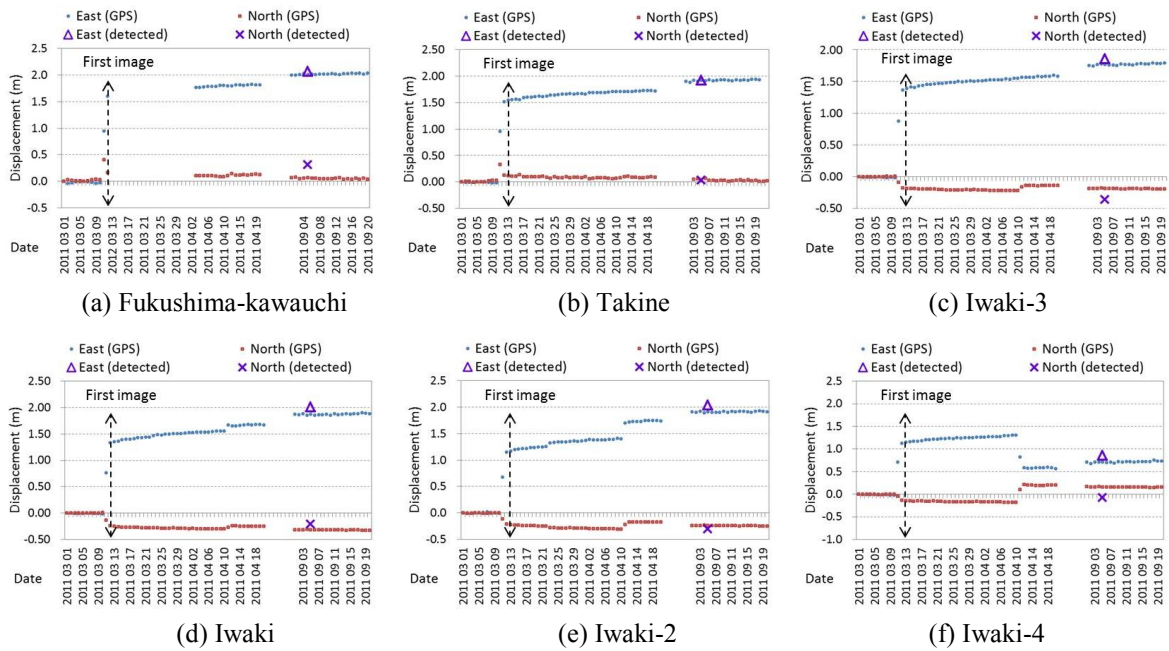 East (GPS) North (GPS)
East (detected) North (detected)
Displacement (m)
2.5
2.0
1.5
1.0
0.5
0.0
-0.5
First image
Date
2011 03 01
2011 03 05
2011 03 09
2012 03 13
2011 03 17
2011 03 21
2011 03 25
2011 03 29
2011 04 02
2011 04 06
2011 04 10
2011 04 15
2011 04 19
2011 09 04
2011 09 08
2011 09 12
2011 09 16
2011 09 20
(a) Fukushima-kawauchi
East (GPS) North (GPS)
East (detected) North (detected)
Displacement (m)
2.50
2.00
1.50
1.00
0.50
0.00
-0.50
First image
Date
2011 03 01
2011 03 05
2011 03 09
2011 03 13
2011 03 17
2011 03 21
2011 03 25
2011 03 29
2011 04 02
2011 04 06
2011 04 10
2011 04 14
2011 04 18
2011 09 03
2011 09 07
2011 09 11
2011 09 15
2011 09 19
(b) Takine
East (GPS) North (GPS)
East (detected) North (detected)
Displacement (m)
2.00
1.50
1.00
0.50
0.00
-0.50
First image
Date
2011 03 01
2011 03 05
2011 03 09
2011 03 13
2011 03 17
2011 03 21
2011 03 25
2011 03 29
2011 04 02
2011 04 06
2011 04 10
2011 04 14
2011 04 18
2011 09 03
2011 09 07
2011 09 11
2011 09 15
2011 09 19
(c) Iwaki-3
East (GPS) North (GPS)
East (detected) North (detected)
Displacement (m)
2.50
2.00
1.50
1.00
0.50
0.00
-0.50
First image
Date
2011 03 01
2011 03 05
2011 03 09
2011 03 13
2011 03 17
2011 03 21
2011 03 25
2011 03 29
2011 04 02
2011 04 06
2011 04 10
2011 04 14
2011 04 18
2011 09 03
2011 09 07
2011 09 11
2011 09 15
2011 09 19
(d) Iwaki
East (GPS) North (GPS)
East (detected) North (detected)
Displacement (m)
2.5
2.0
1.5
1.0
0.5
0.0
-0.5
First image
Date
2011 03 01
2011 03 05
2011 03 09
2011 03 13
2011 03 17
2011 03 21
2011 03 25
2011 03 29
2011 04 02
2011 04 06
2011 04 10
2011 04 14
2011 04 18
2011 09 03
2011 09 07
2011 09 11
2011 09 15
2011 09 19
(e) Iwaki-2
East (GPS) North (GPS)
East (detected) North (detected)
Displacement (m)
2.5
2.0
1.5
1.0
0.5
0.0
-0.5
-1.0
First image
Date
2011 03 01
2011 03 05
2011 03 09
2011 03 13
2011 03 17
2011 03 21
2011 03 25
2011 03 29
2011 04 02
2011 04 06
2011 04 10
2011 04 14
2011 04 18
2011 09 03
2011 09 07
2011 09 11
2011 09 15
2011 09 19
(f) Iwaki-4